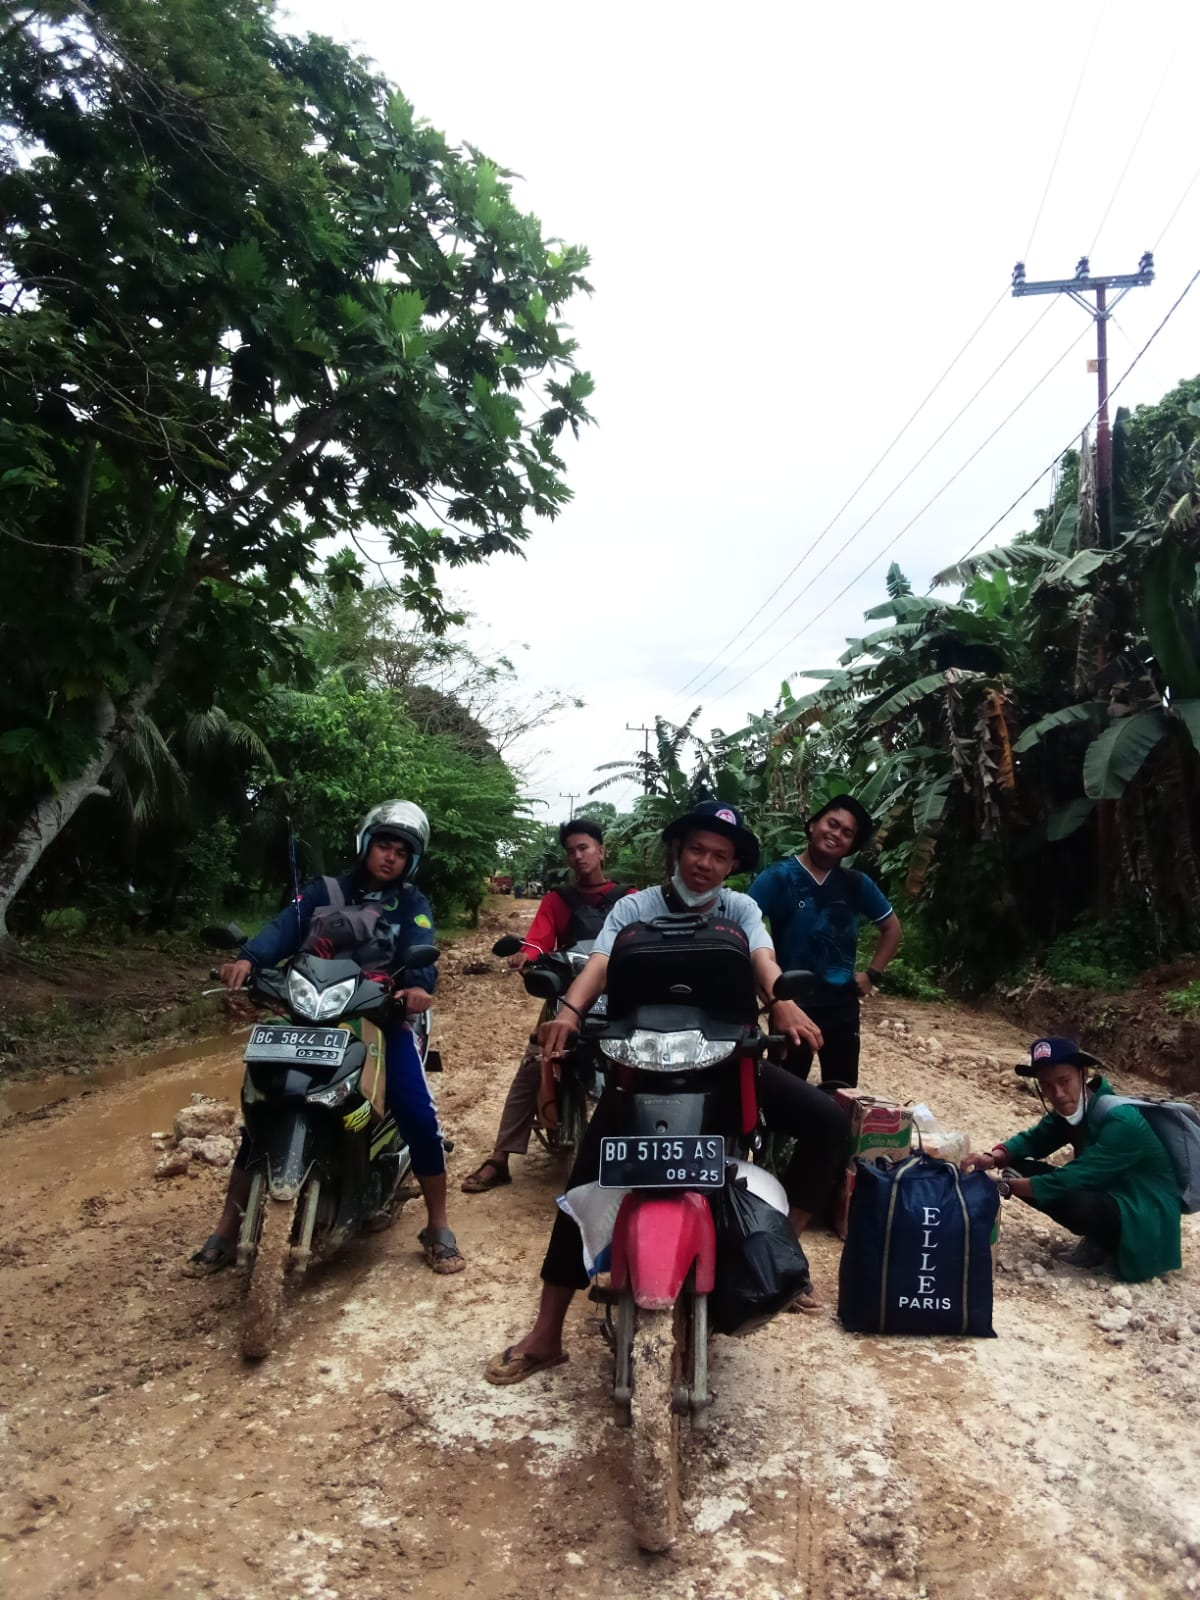 BG 5844 CL
03-23
BD 5135 AS
08-25
ELLE
PARIS